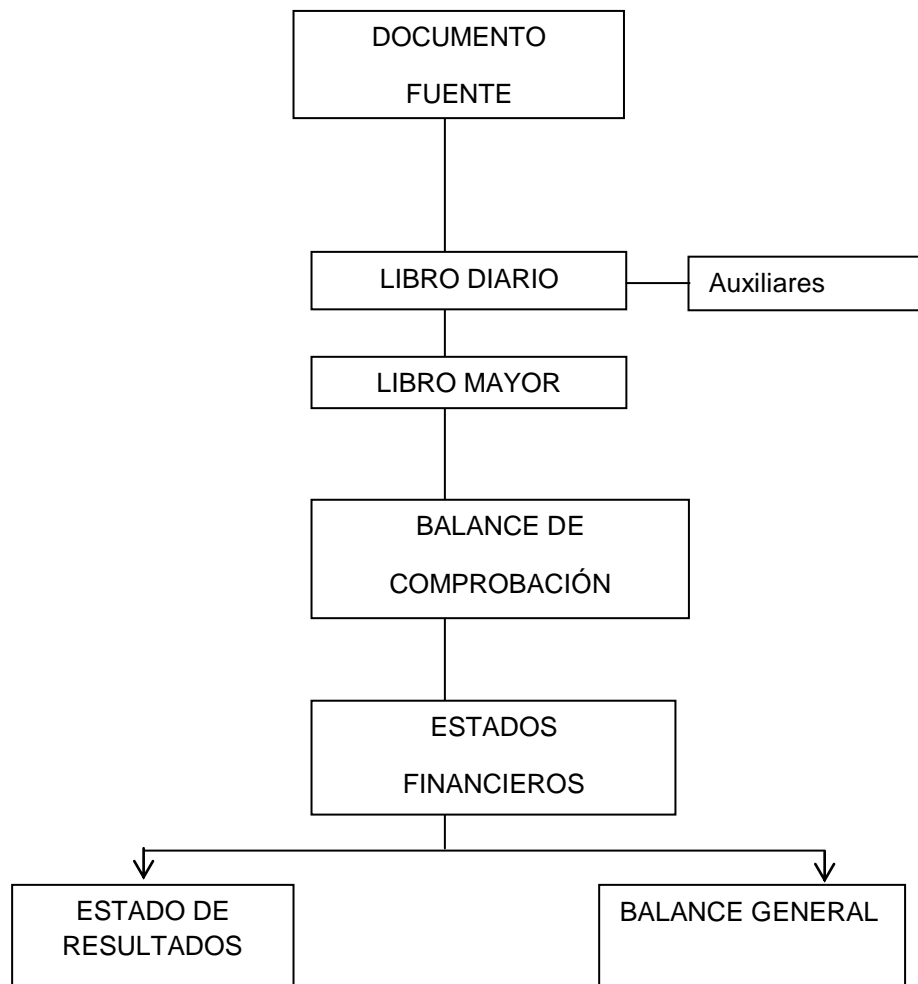 DOCUMENTO
FUENTE
LIBRO DIARIO
Auxiliares
LIBRO MAYOR
BALANCE DE
COMPROBACIÓN
ESTADOS
FINANCIEROS
ESTADO DE
RESULTADOS
BALANCE GENERAL